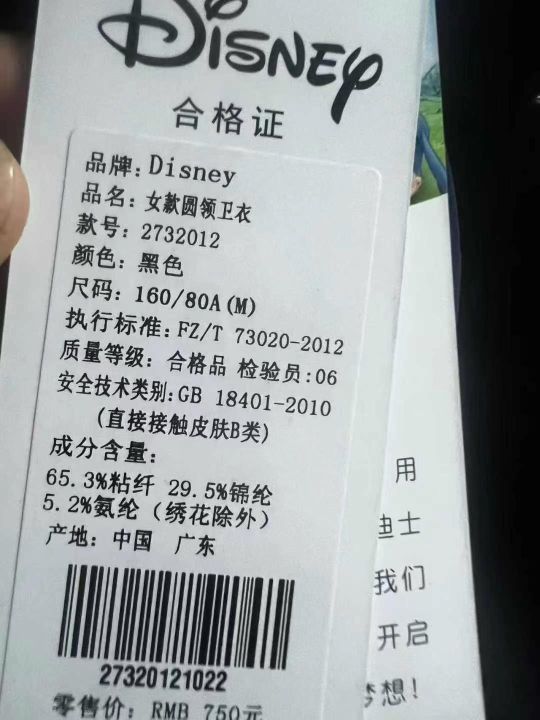 Disney
合格证
品牌:Disney
品名:女款圆领卫衣
款号:2732012
颜色:黑色
尺码:160/80A(M)
执行标准:FZ/T 73020-2012
质量等级:合格品 检验员:06
安全技术类别:GB 18401-2010
(直接接触皮肤B类)
成分含量:
65.3%粘纤 29.5%锦纶
5.2%氨纶(绣花除外)
产地:中国 广东
27320121022
零售价:RMB 750元
用
迪士
我们
开启
梦想!